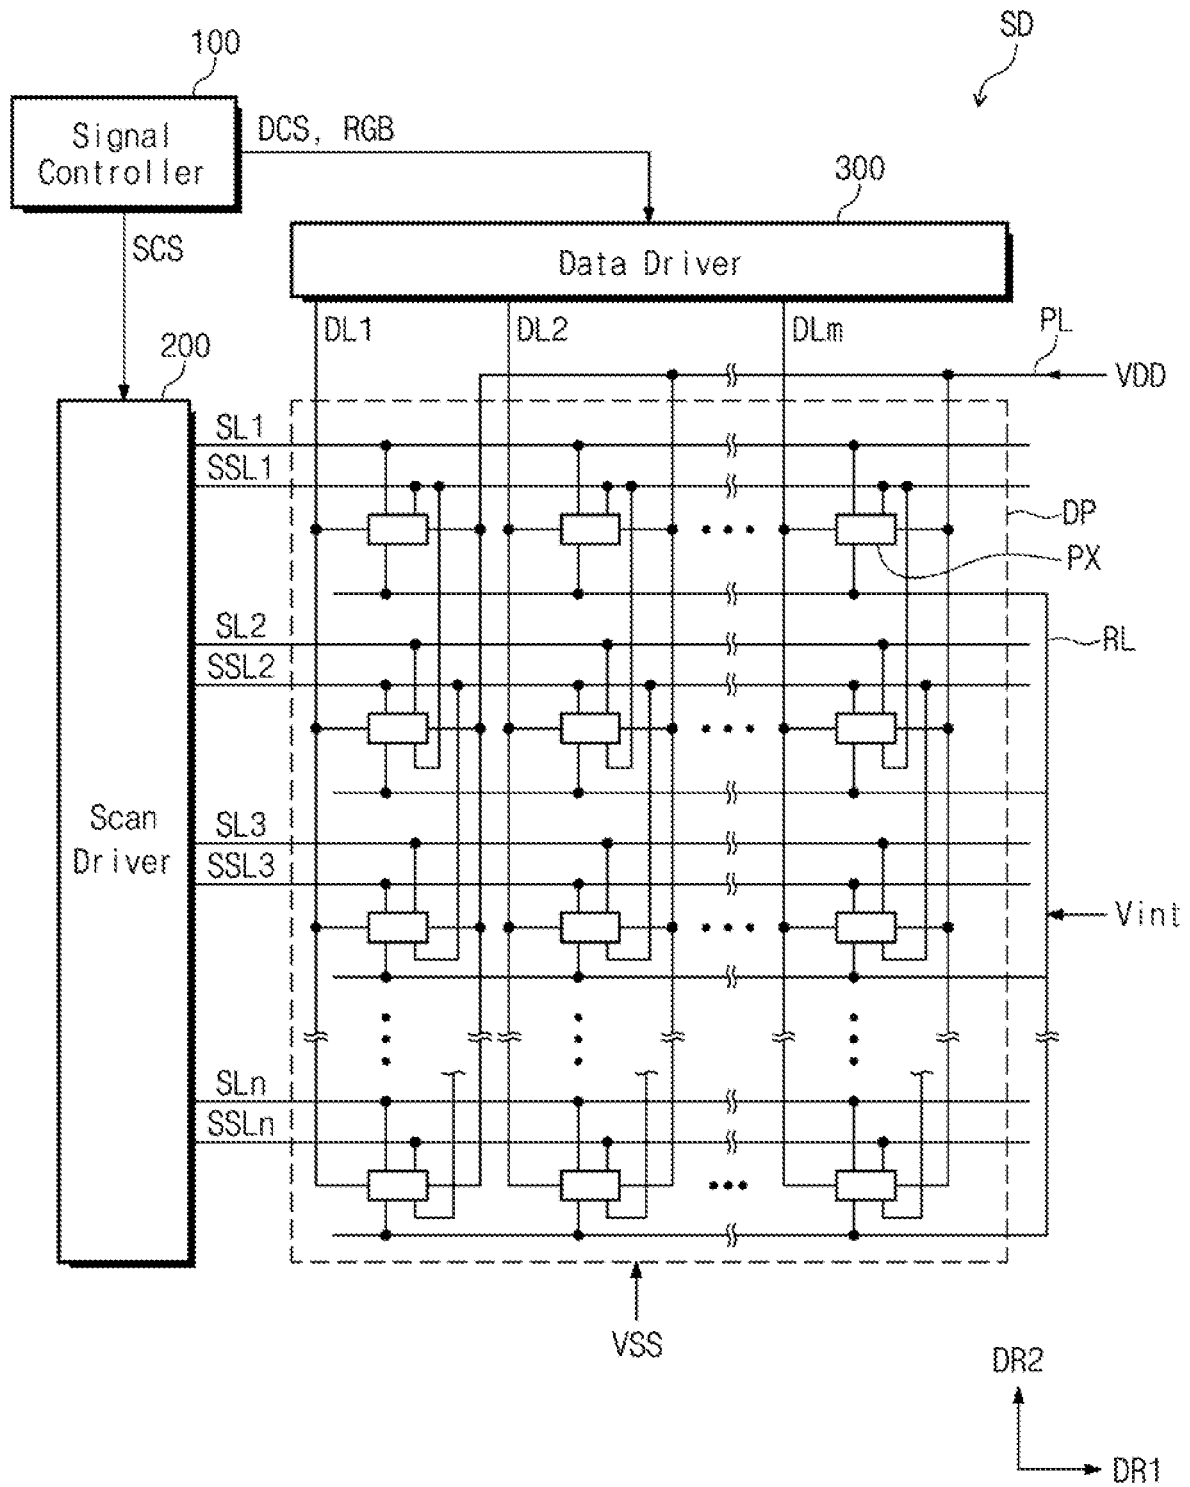 SD
100
Signal
Controller
DCS, RGB
300
SCS
Data Driver
DL1
DL2
DLm
PL
VDD
200
SL1
SSL1
DP
PX
SL2
RL
SSL2
Scan
Driver
SL3
SSL3
Vint
SLn
SSLn
VSS
DR2
DR1